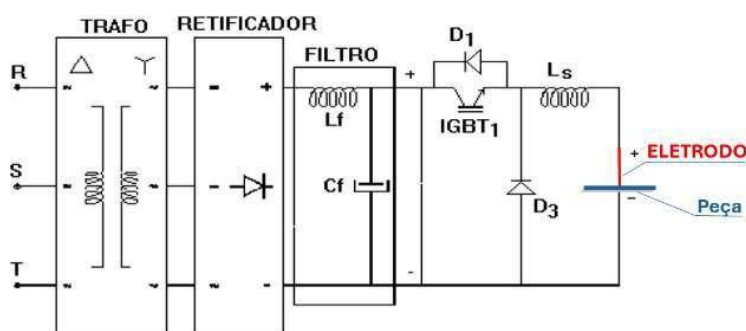 TRAFO
RETIFICADOR
FILTRO
D1
R
S
T
Lf
Cf
+
-
IGBT1
Ls
D3
+
ELETRODO
−
Peça
~
~
~
~
~
~
=
=
-
+
-